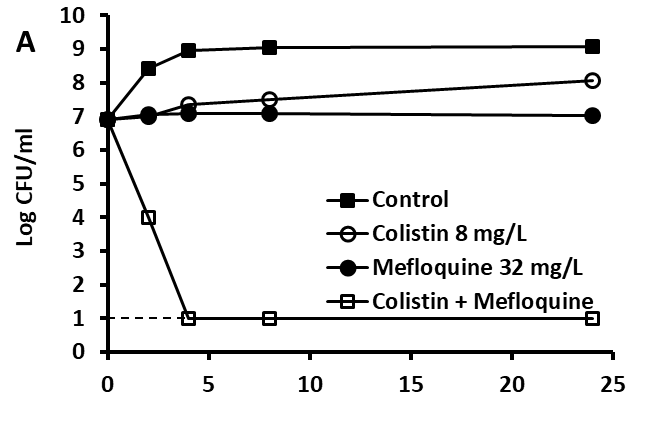 A
Log CFU/ml
10
9
8
7
6
5
4
3
2
1
0
Control
Colistin 8 mg/L
Mefloquine 32 mg/L
Colistin + Mefloquine
0 5 10 15 20 25